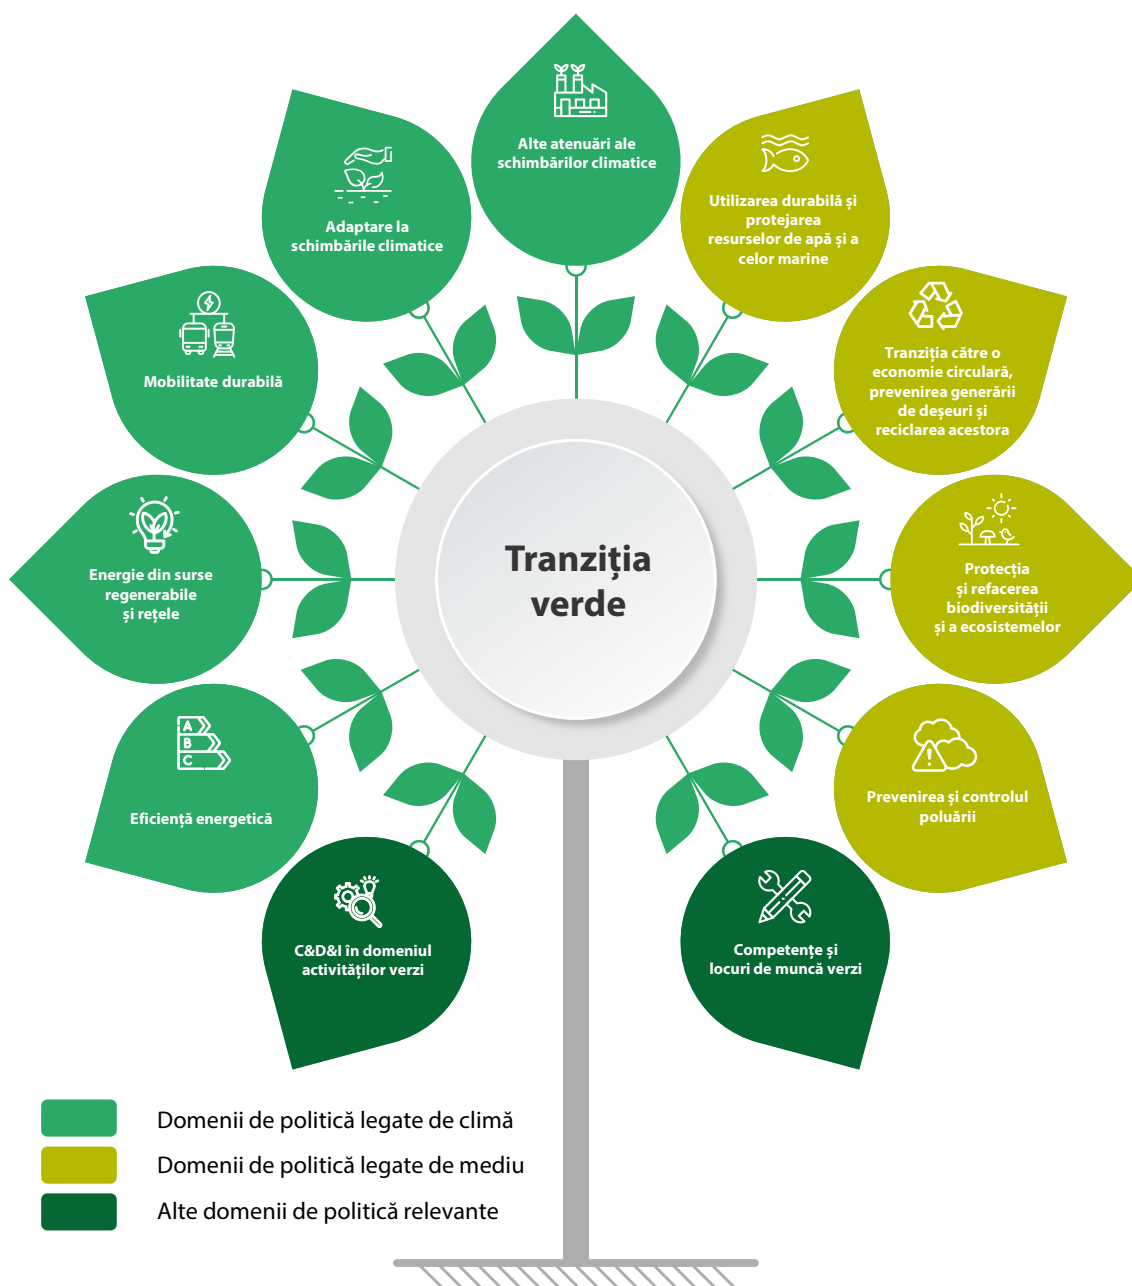 Alte atenuări ale
schimbărilor climatice
Adaptare la
schimbările climatice
Utilizarea durabilă și
protejarea
resurselor de apă și a
celor marine
Mobilitate durabilă
Tranziția către o
economie circulară,
prevenirea generării
de deșeuri și
reciclarea acestora
Energie din surse
regenerabile
și rețele
Tranziția
verde
Protecția
și refacerea
biodiversității
și a ecosistemelor
A
B
C
Eficiență energetică
Prevenirea și controlul
poluării
C&D&I în domeniul
activităților verzi
Competențe și
locuri de muncă verzi
Domenii de politică legate de climă
Domenii de politică legate de mediu
Alte domenii de politică relevante